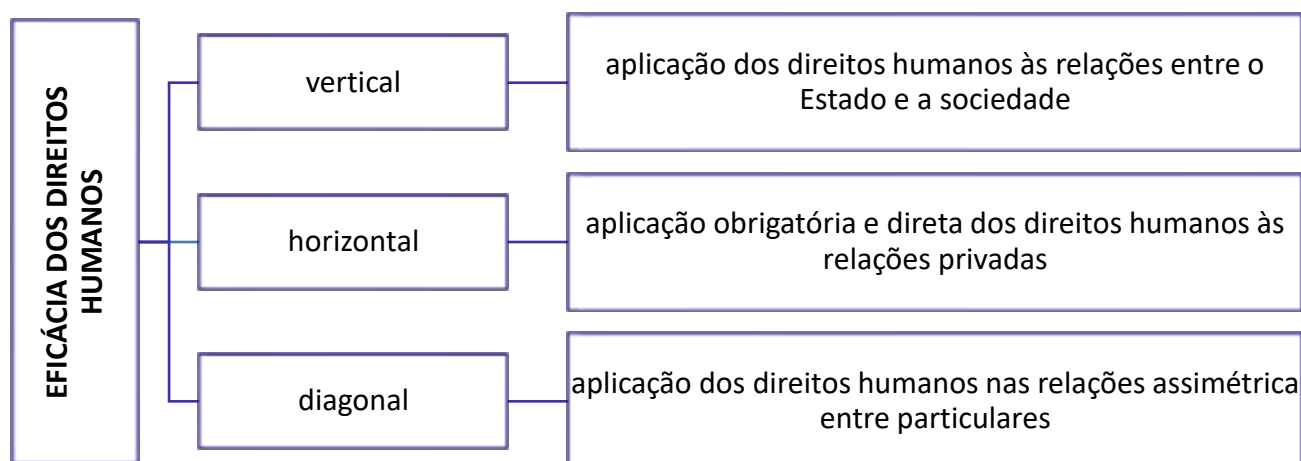 EFICÁCIA DOS DIREITOS
HUMANOS
vertical
aplicação dos direitos humanos às relações entre o
Estado e a sociedade
horizontal
aplicação obrigatória e direta dos direitos humanos às
relações privadas
diagonal
aplicação dos direitos humanos nas relações assimétrica
entre particulares